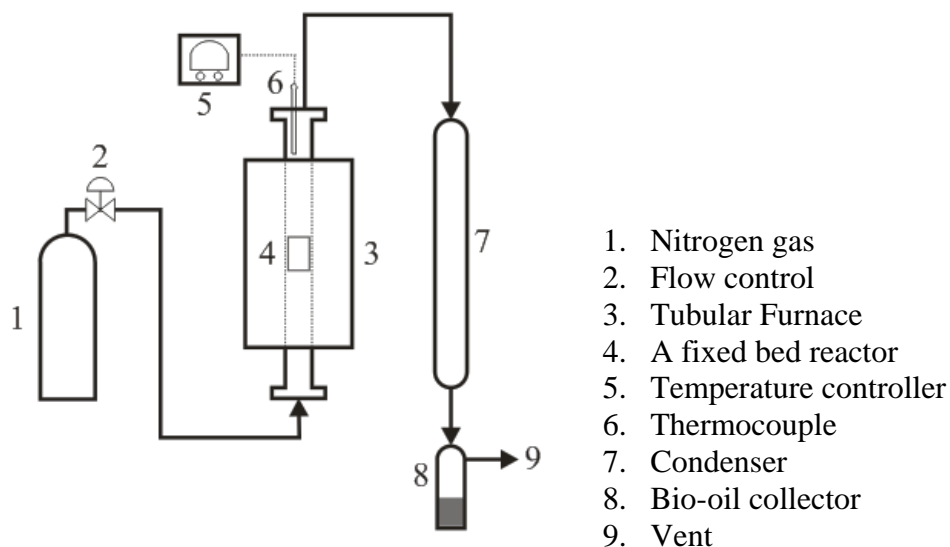 5
6
2
1
4
3
7
8
9
1. Nitrogen gas
2. Flow control
3. Tubular Furnace
4. A fixed bed reactor
5. Temperature controller
6. Thermocouple
7. Condenser
8. Bio-oil collector
9. Vent